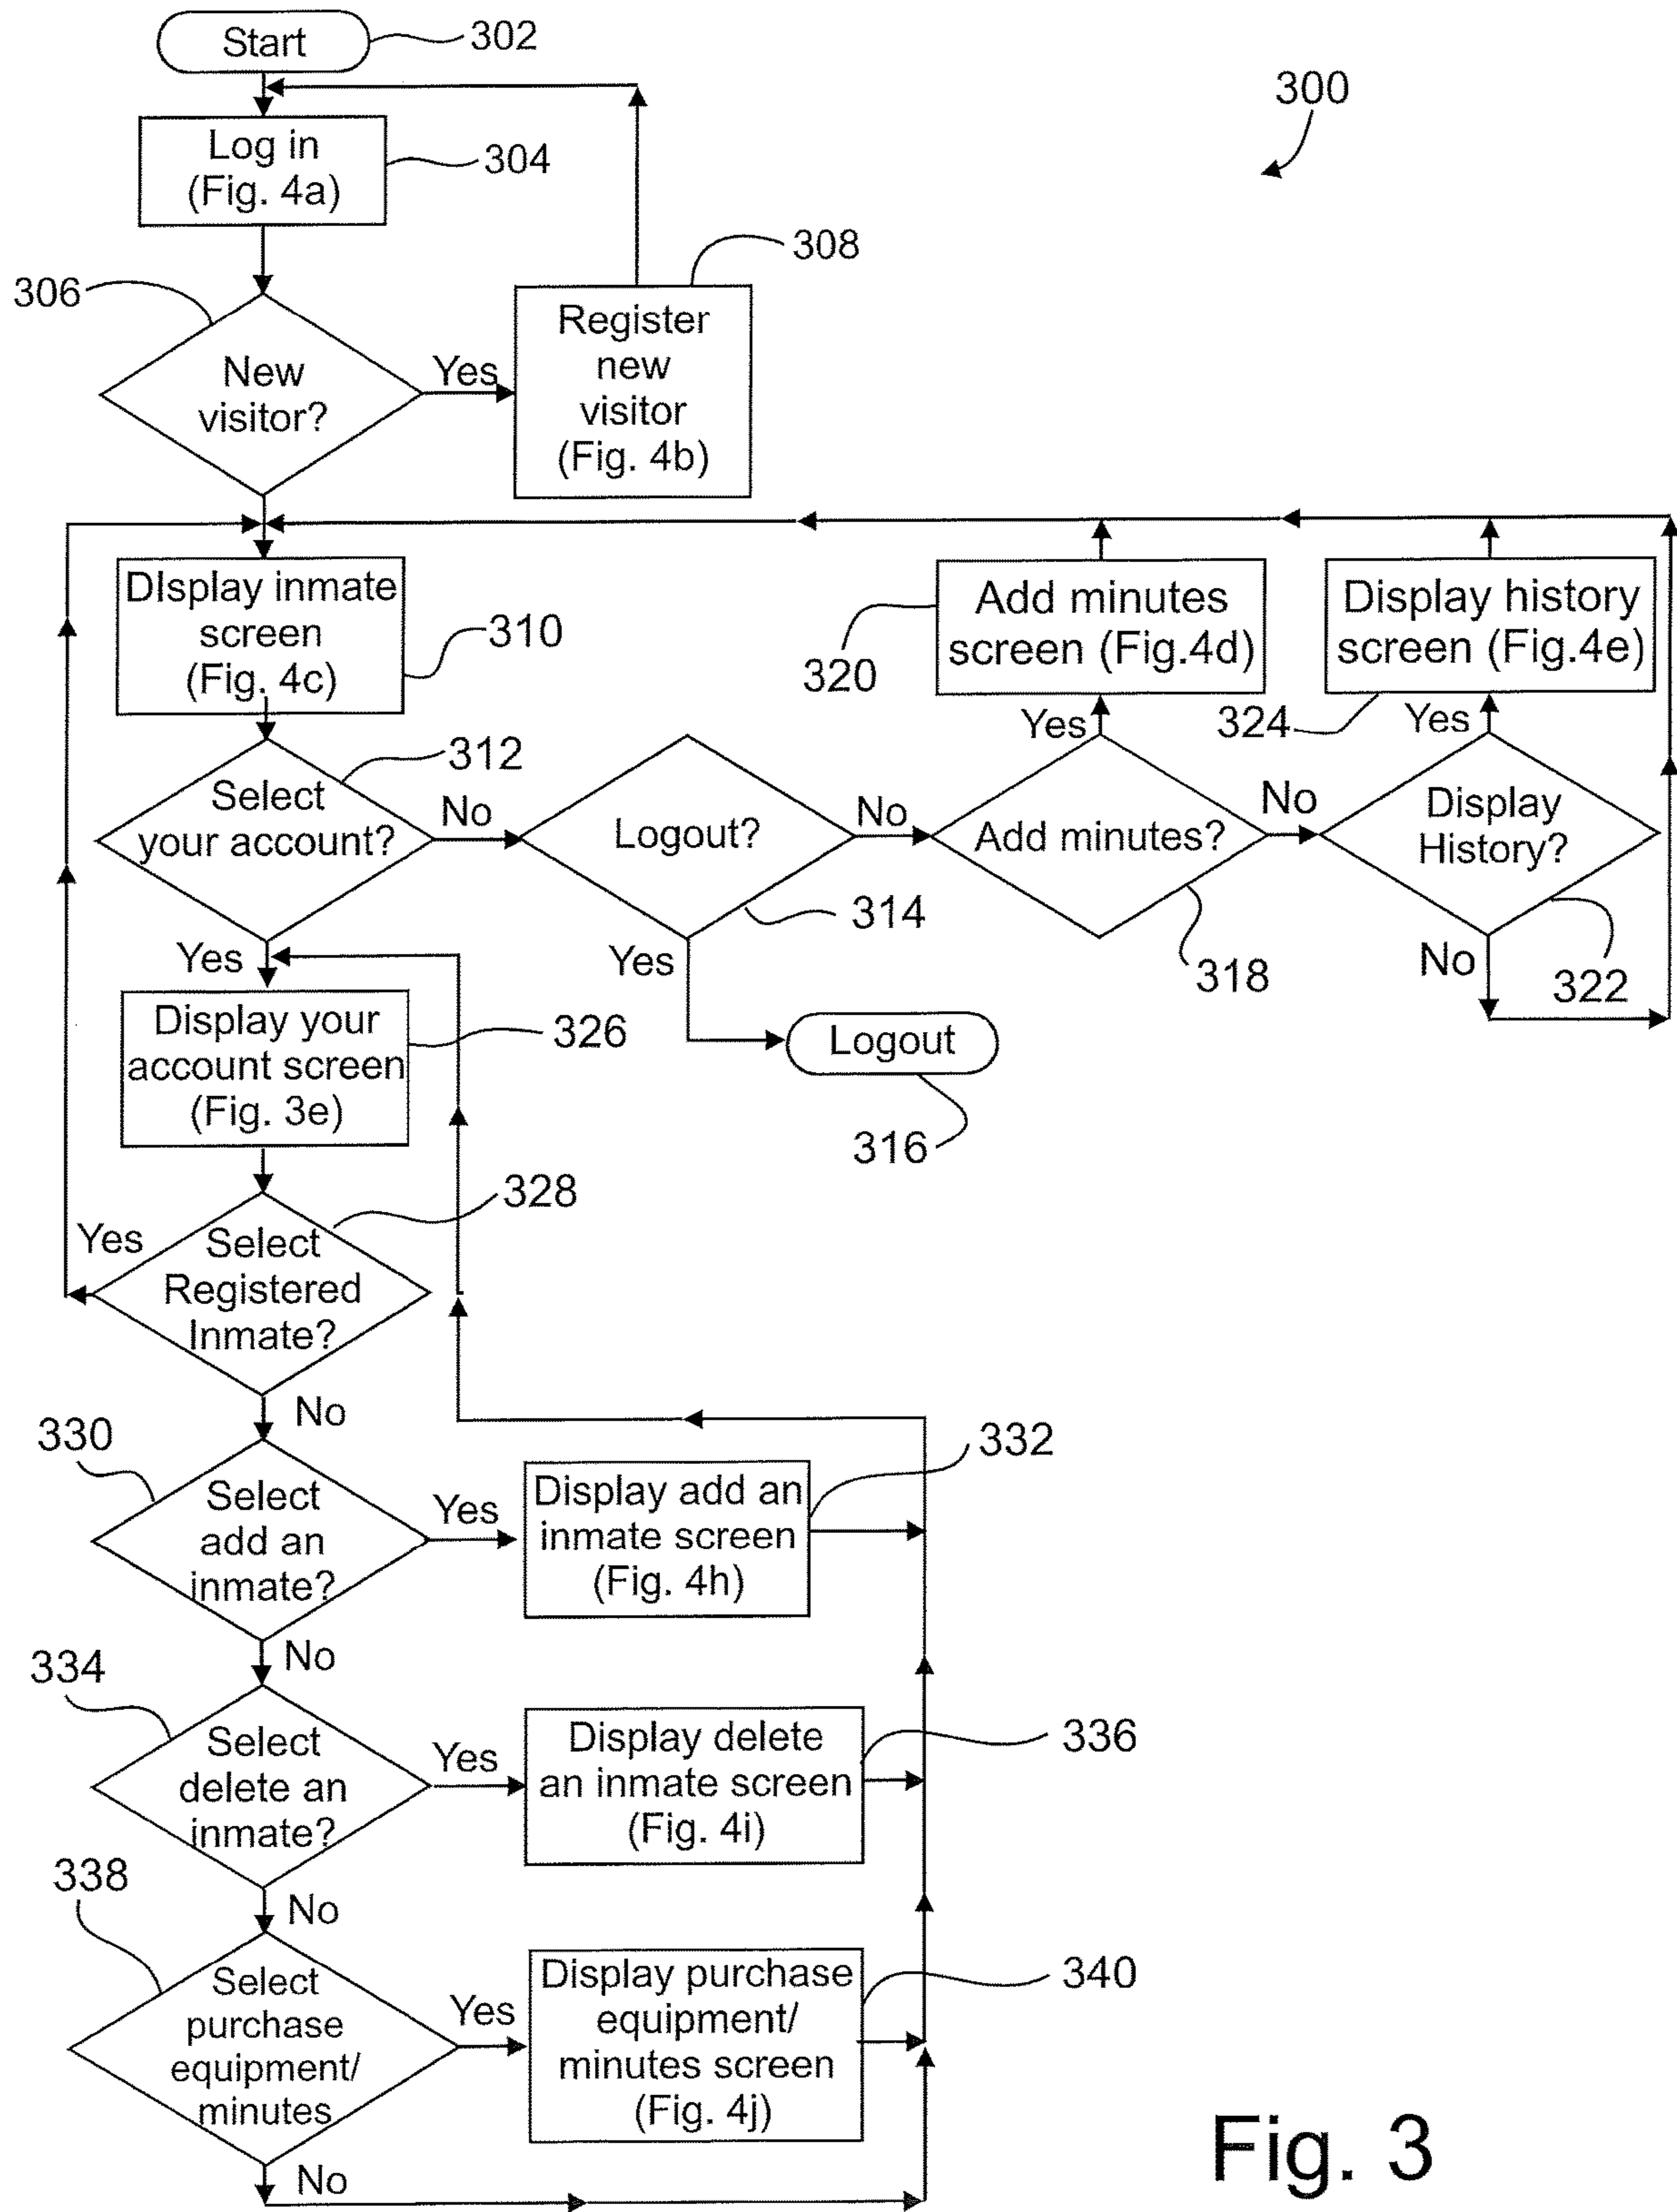 Start
302
300
Log in
(Fig. 4a)
304
308
306
New
visitor?
Yes
Register
new
visitor
(Fig. 4b)
DIsplay inmate
screen
(Fig. 4c)
310
320
Add minutes
screen (Fig.4d)
Display history
screen (Fig.4e)
324
Yes
Yes
312
Select
your account?
No
Logout?
No
Add minutes?
No
Display
History?
314
318
322
Yes
Yes
No
Display your
account screen
(Fig. 3e)
326
Logout
316
328
Yes
Select
Registered
Inmate?
No
330
332
Select
add an
inmate?
Yes
Display add an
inmate screen
(Fig. 4h)
No
334
336
Select
delete an
inmate?
Yes
Display delete
an inmate screen
(Fig. 4i)
338
No
340
Select
purchase
equipment/
minutes
Yes
Display purchase
equipment/
minutes screen
(Fig. 4j)
No
Fig. 3